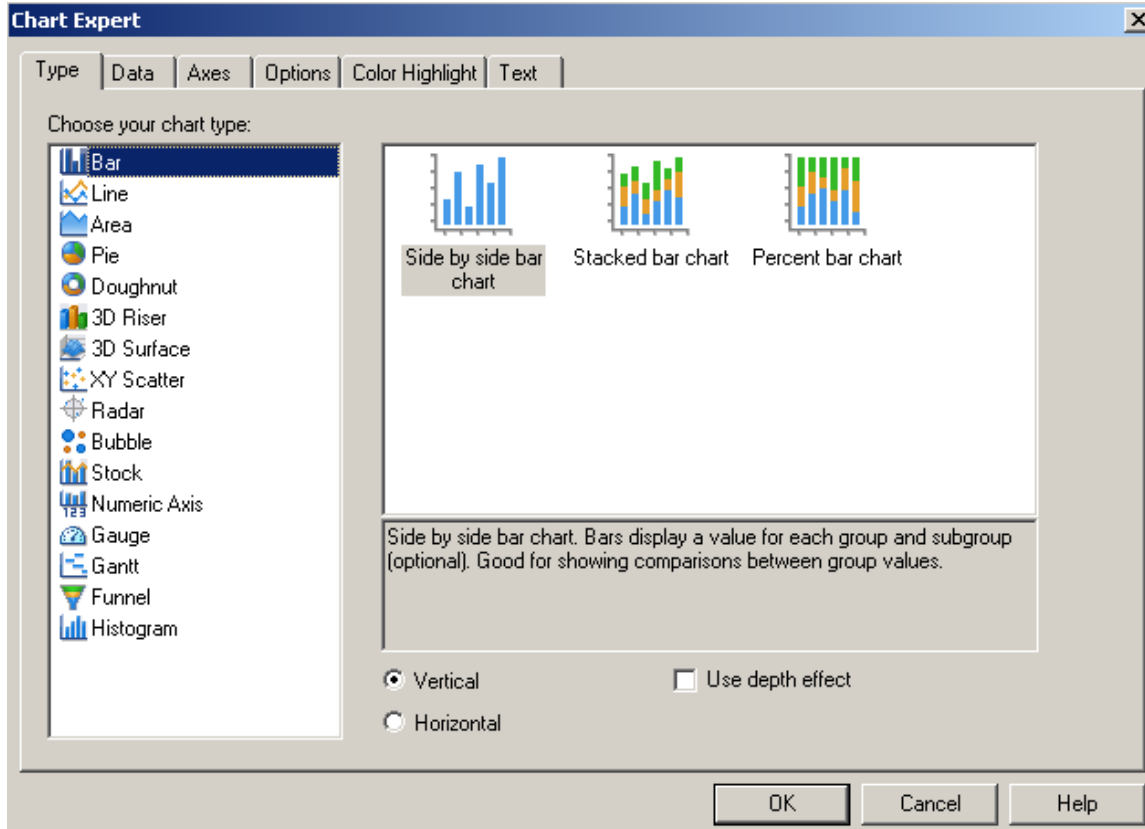 Chart Expert
Type
Data
Axes
Options
Color Highlight
Text
Choose your chart type:
Bar
Line
Area
Pie
Doughnut
3D Riser
3D Surface
XY Scatter
Radar
Bubble
Stock
123
Numeric Axis
Gauge
Gantt
Funnel
Histogram
Side by side bar
chart
Stacked bar chart
Percent bar chart
Side by side bar chart. Bars display a value for each group and subgroup
(optional). Good for showing comparisons between group values.
Vertical
Use depth effect
Horizontal
OK
Cancel
Help